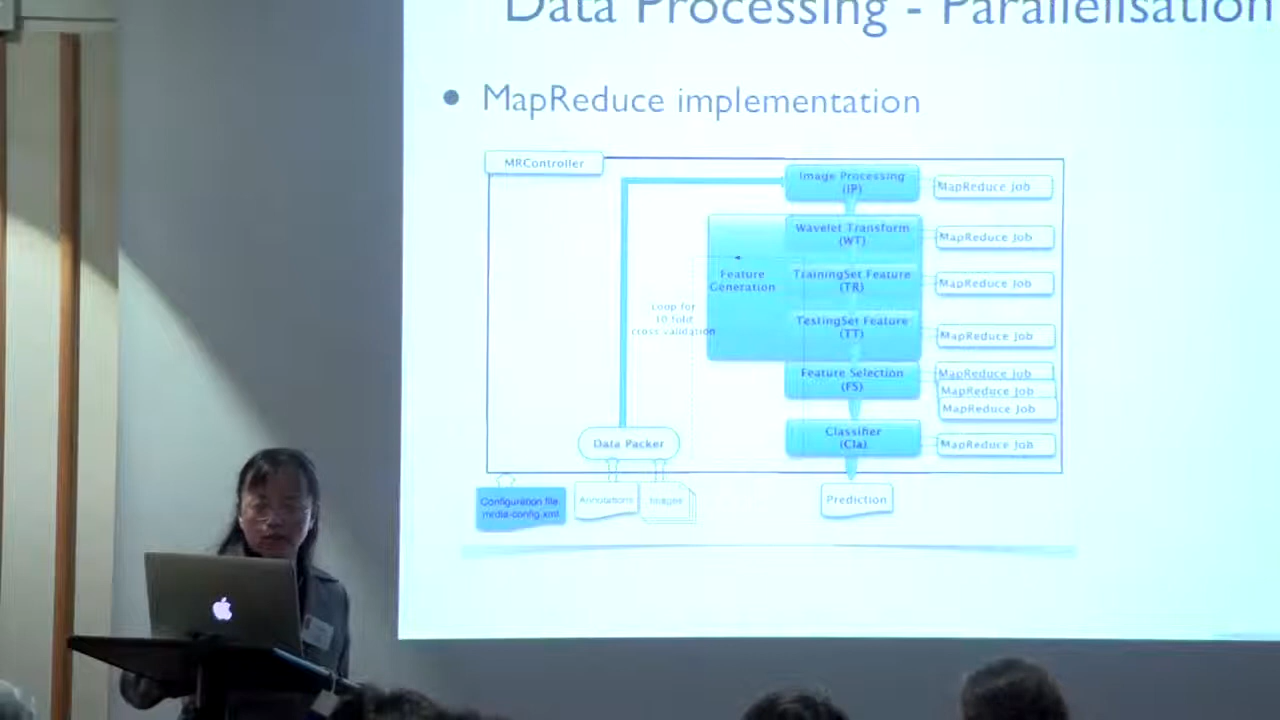 Data Processing - Parallelisation
• MapReduce implementation
MRController
Image Processing
(IP)
MapReduce Job
Wavelet Transform
(WT)
MapReduce Job
Feature
Generation
TrainingSet Feature
(TR)
MapReduce Job
Loop for
10 fold
cross validation
TestingSet Feature
(TT)
MapReduce Job
Feature Selection
(FS)
MapReduce Job
MapReduce Job
MapReduce Job
Classifier
(Cla)
MapReduce Job
Data Packer
Configuration file
mrdia-config.xml
Annotations
Images
Prediction